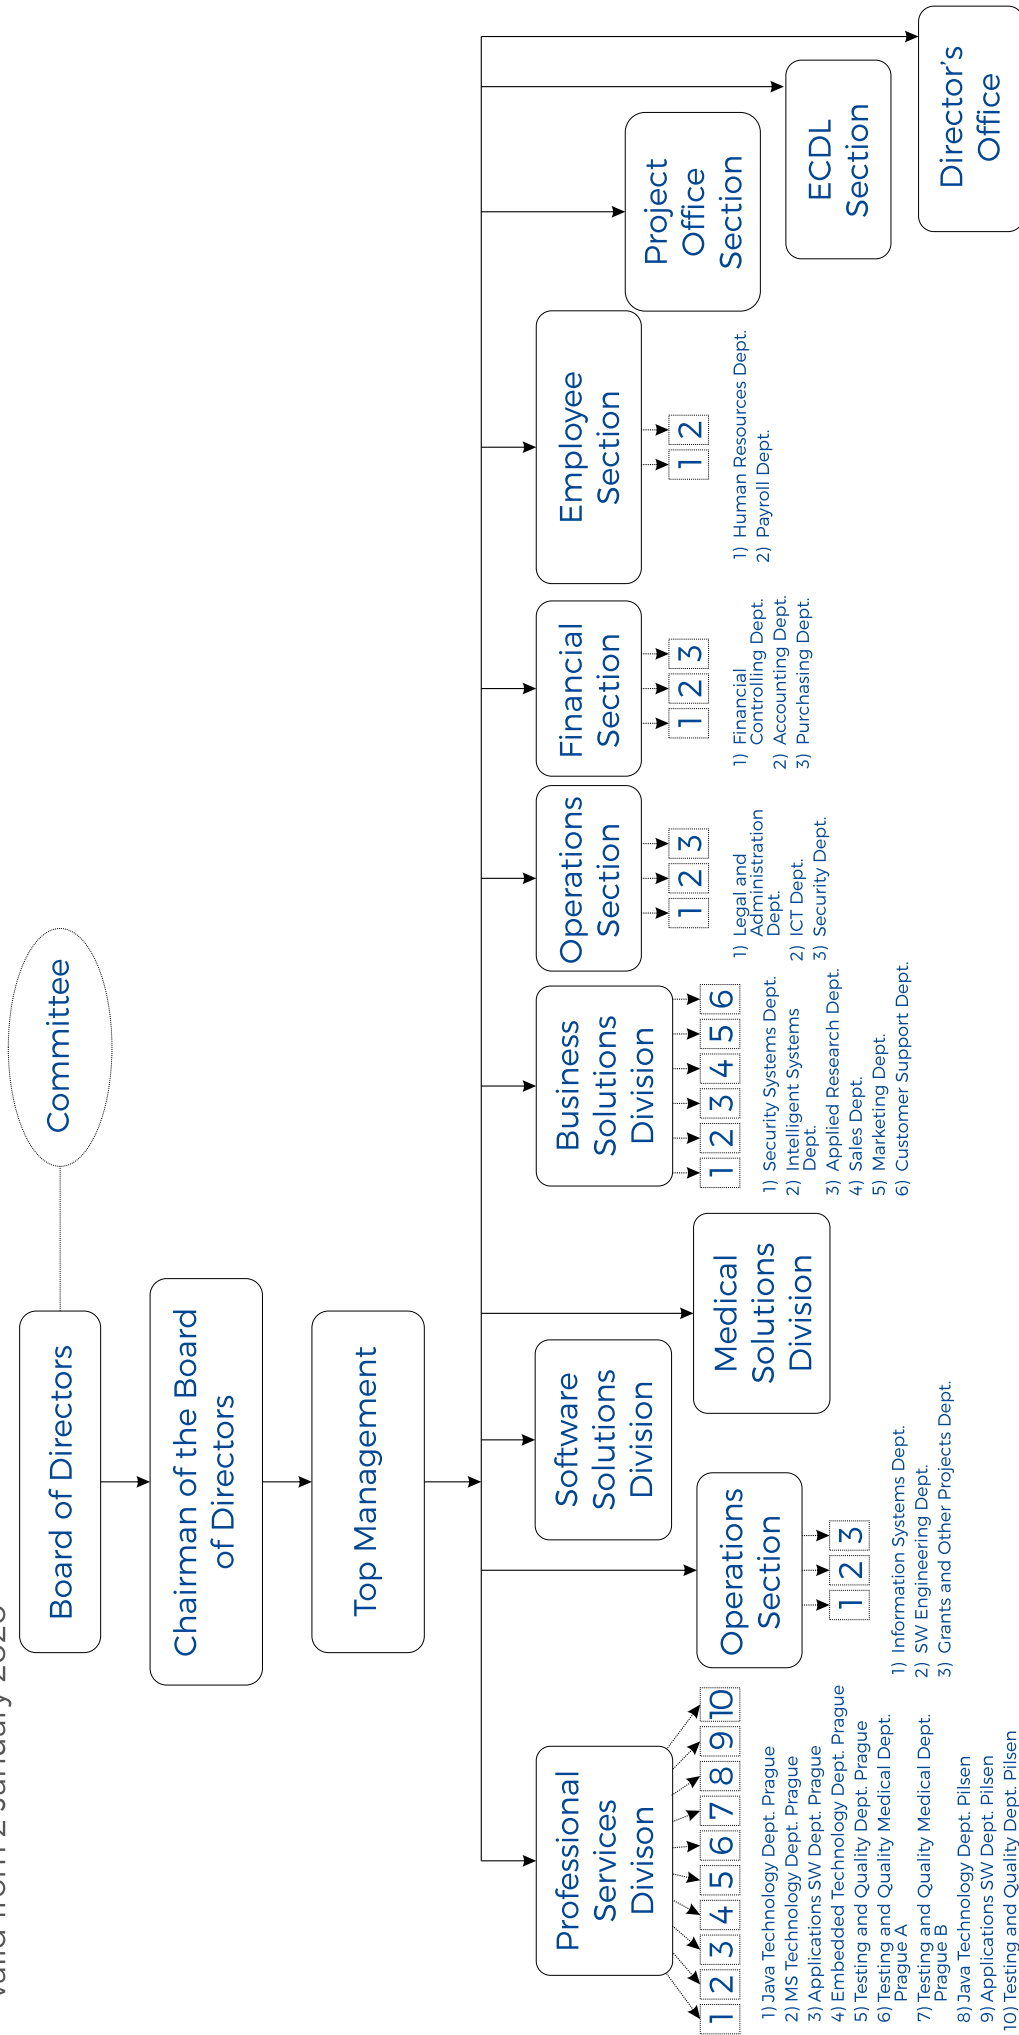 valid from 2 January 2023
Board of Directors
Committee
Chairman of the Board
of Directors
Top Management
Professional
Services
Divison
1
2
3
4
5
6
7
8
9
10
1) Java Technology Dept. Prague
2) MS Technology Dept. Prague
3) Applications SW Dept. Prague
4) Embedded Technology Dept. Prague
5) Testing and Quality Dept. Prague
6) Testing and Quality Medical Dept.
Prague A
7) Testing and Quality Medical Dept.
Prague B
8) Java Technology Dept. Pilsen
9) Applications SW Dept. Pilsen
10) Testing and Quality Dept. Pilsen
Operations
Section
1
2
3
1) Information Systems Dept.
2) SW Engineering Dept.
3) Grants and Other Projects Dept.
Software
Solutions
Division
Medical
Solutions
Division
Business
Solutions
Division
1
2
3
4
5
6
1) Security Systems Dept.
2) Intelligent Systems
Dept.
3) Applied Research Dept.
4) Sales Dept.
5) Marketing Dept.
6) Customer Support Dept.
Operations
Section
1
2
3
1) Legal and
Administration
Dept.
2) ICT Dept.
3) Security Dept.
Financial
Section
1
2
3
1) Financial
Controlling Dept.
2) Accounting Dept.
3) Purchasing Dept.
Employee
Section
1
2
1) Human Resources Dept.
2) Payroll Dept.
Project
Office
Section
ECDL
Section
Director's
Office